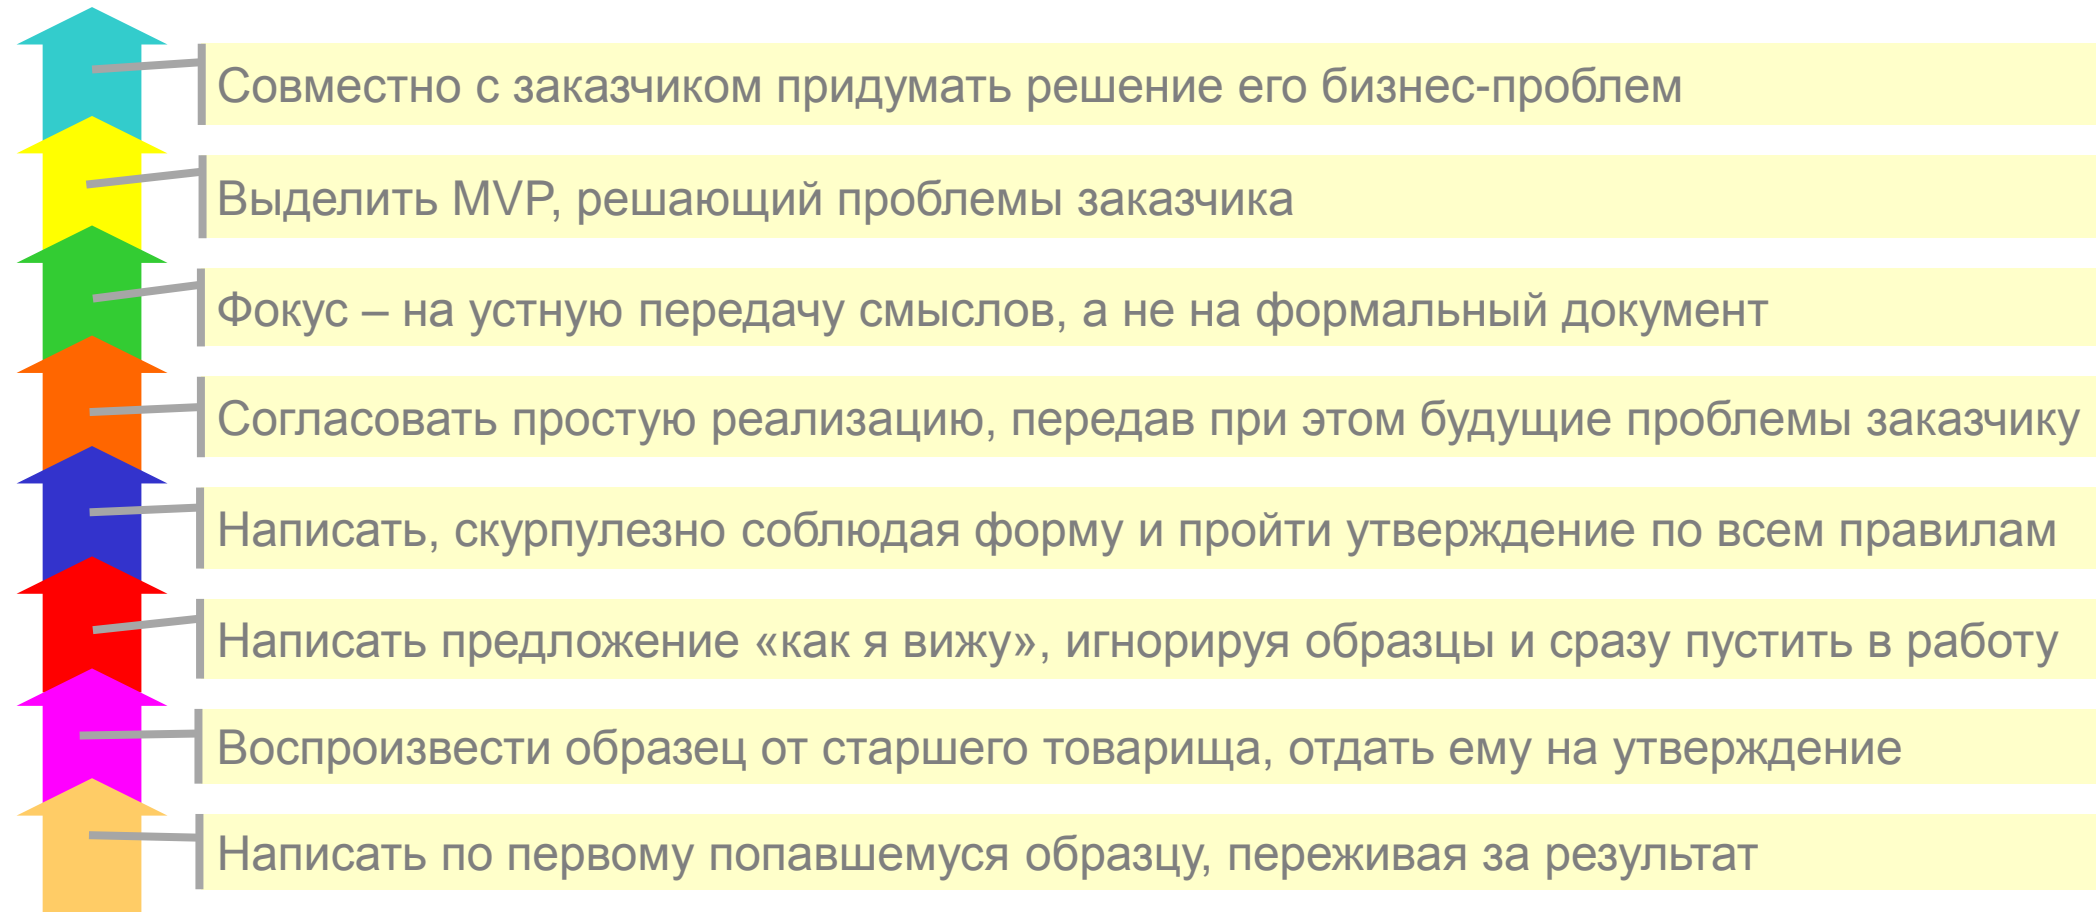 Совместно с заказчиком придумать решение его бизнес-проблем
Выделить MVP, решающий проблемы заказчика
Фокус – на устную передачу смыслов, а не на формальный документ
Согласовать простую реализацию, передав при этом будущие проблемы заказчику
Написать, скурпулезно соблюдая форму и пройти утверждение по всем правилам
Написать предложение «как я вижу», игнорируя образцы и сразу пустить в работу
Воспроизвести образец от старшего товарища, отдать ему на утверждение
Написать по первому попавшемуся образцу, переживая за результат